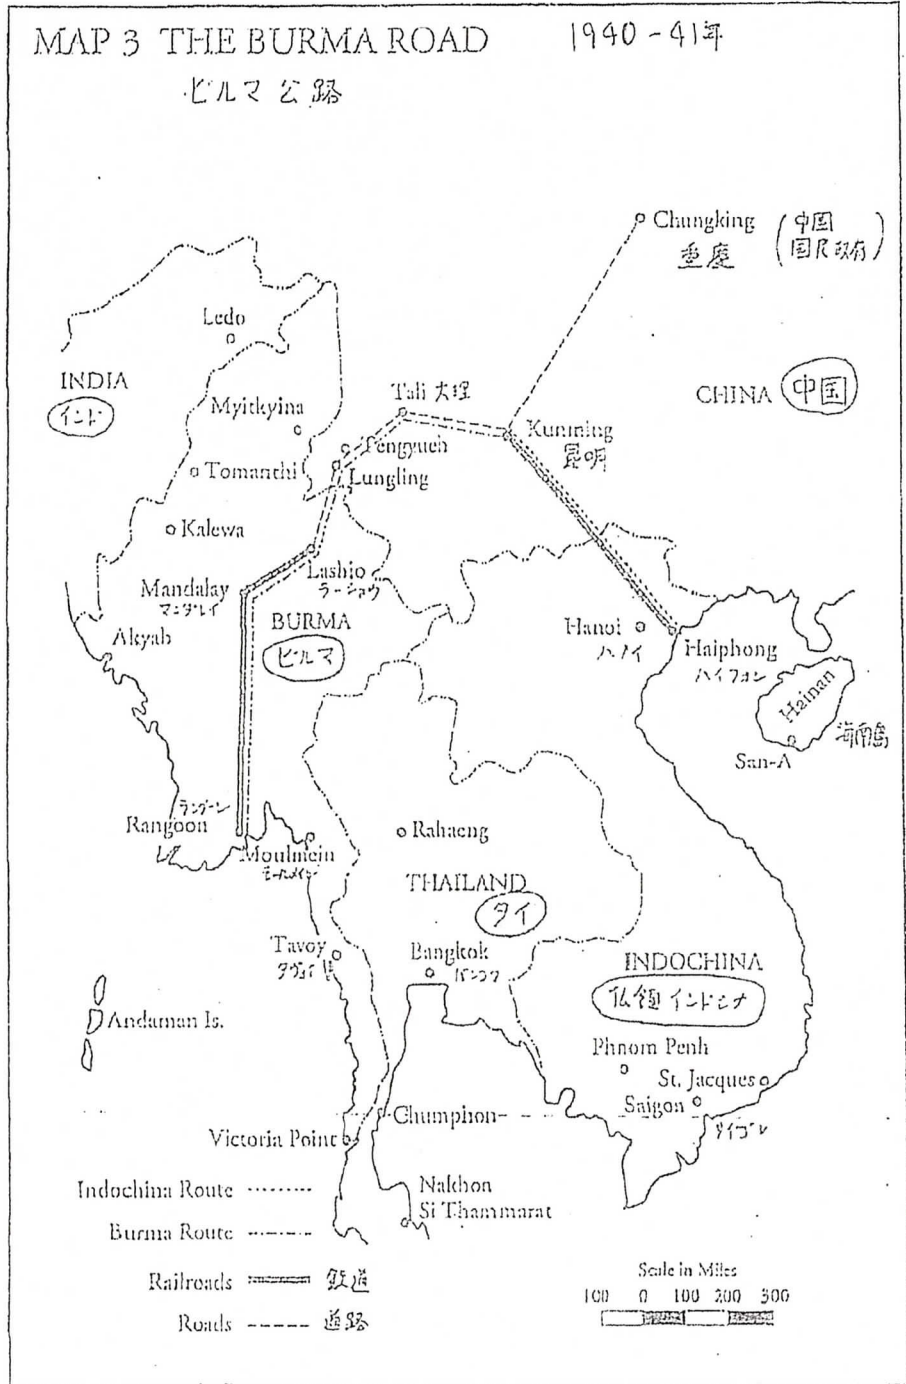 MAP 3 THE BURMA ROAD 1940-41年
ビルマ公路
Chungking
重慶
(中国
国民政府)
Ledo
INDIA
インド
Tali 大理
CHINA 中国
Myitkyina
Kunming
昆明
Tengyueh
Tomanthi
Lungling
Kalewa
Lashio
ラーショウ
Mandalay
マンダレイ
BURMA
ビルマ
Akyab
Hanoi
ハノイ
Haiphong
ハイフォン
Hainan
海南島
San-A
ラングーン
Rangoon
Moulmein
モールメイン
Rahaeng
THAILAND
タイ
Tavoy
Bangkok
バンコク
INDOCHINA
仏領インドシナ
Andaman Is.
Phnom Penh
St. Jacques
Saigon
サイゴン
Chumphon
Victoria Point
Nakhon
Si Thammarat
Indochina Route
Burma Route
Railroads 鉄道
Roads 道路
Scale in Miles
100 0 100 200 300